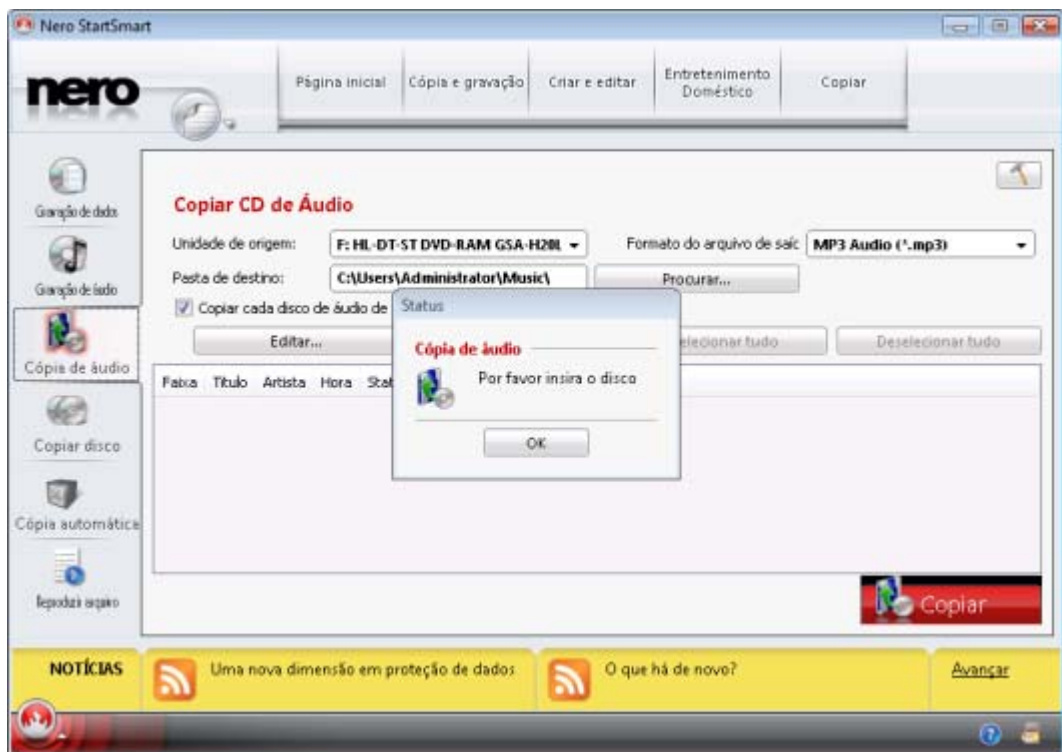 Nero StartSmart
nero
Página inicial
Cópia e gravação
Criar e editar
Entretenimento
Doméstico
Copiar
Gravação de dados
Gravação de áudio
Cópia de áudio
Copiar disco
Cópia automática
Reproduzir arquivo
Copiar CD de Áudio
Unidade de origem:
F: HL-DT-ST DVD-RAM GSA-H20L
Formato do arquivo de saíc
MP3 Audio (*.mp3)
Pasta de destino:
C:\Users\Administrator\Music\
Procurar...
Copiar cada disco de áudio de
Editar...
elecionar tudo
Deselecionar tudo
Faixa Título Artista Hora Stat
Status
Cópia de áudio
Por favor insira o disco
OK
Copiar
NOTÍCIAS
Uma nova dimensão em proteção de dados
O que há de novo?
Avançar